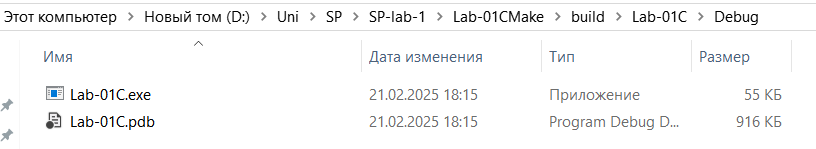 Этот компьютер > Новый том (D:) > Uni > SP > SP-lab-1 > Lab-01CMake > build > Lab-01C > Debug
Имя Дата изменения Тип Размер
Lab-01C.exe 21.02.2025 18:15 Приложение 55 КБ
Lab-01C.pdb 21.02.2025 18:15 Program Debug D... 916 КБ